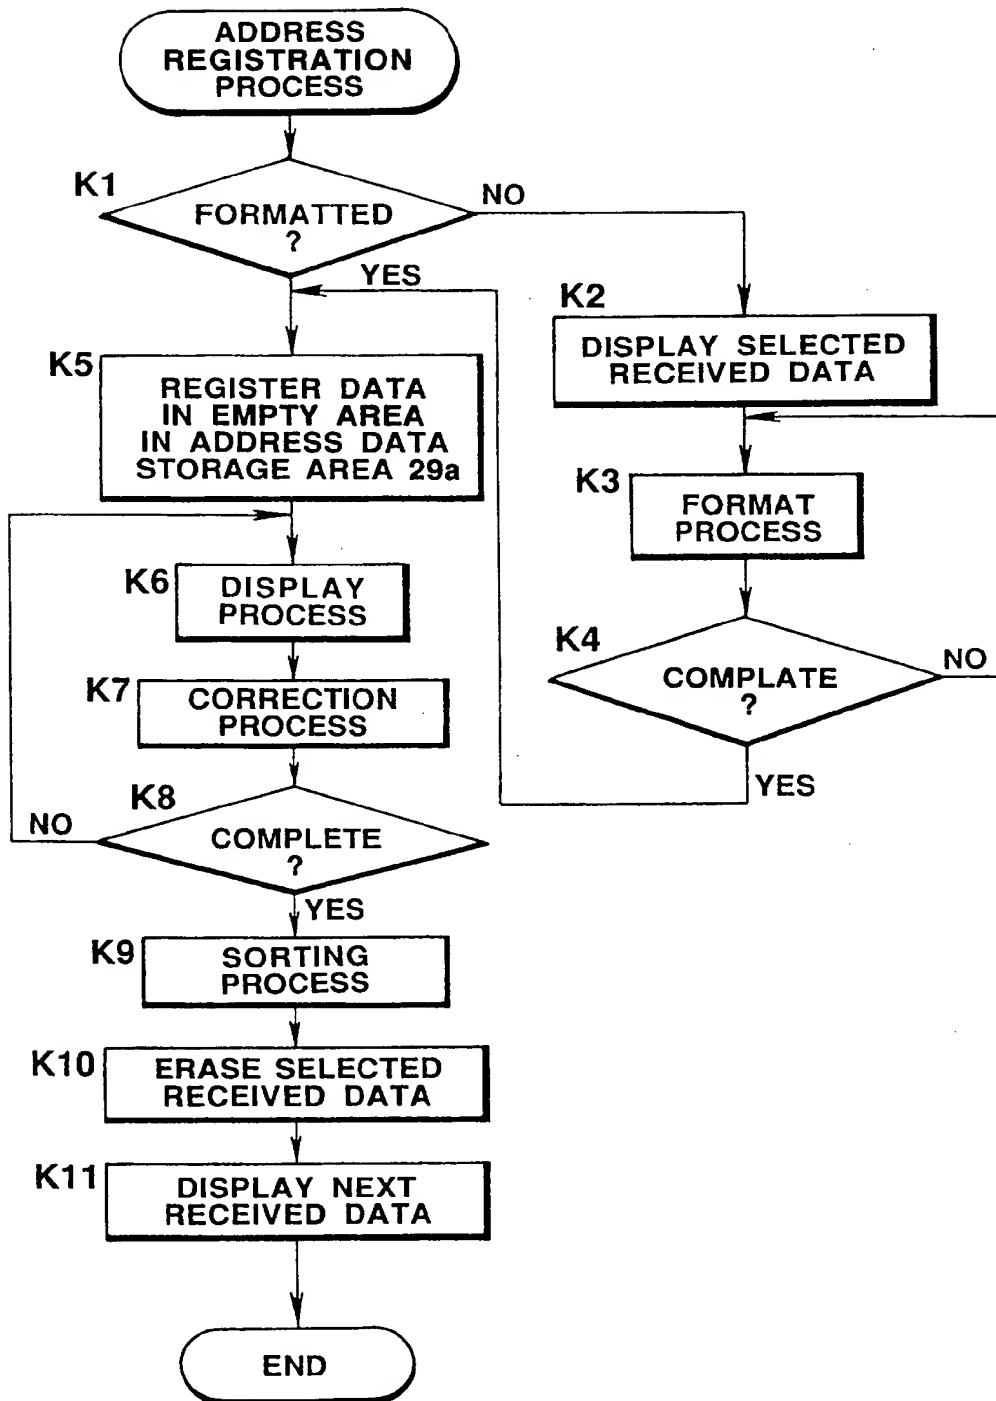 ADDRESS
REGISTRATION
PROCESS
K1
FORMATTED
?
NO
YES
K2
DISPLAY SELECTED
RECEIVED DATA
K3
FORMAT
PROCESS
K4
COMPLATE
?
NO
YES
K5
REGISTER DATA
IN EMPTY AREA
IN ADDRESS DATA
STORAGE AREA 29a
K6
DISPLAY
PROCESS
K7
CORRECTION
PROCESS
K8
COMPLETE
?
NO
YES
K9
SORTING
PROCESS
K10
ERASE SELECTED
RECEIVED DATA
K11
DISPLAY NEXT
RECEIVED DATA
END